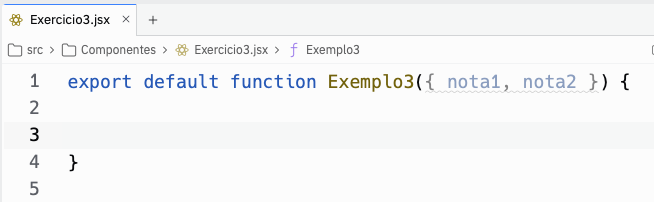 Exercicio3.jsx × +
src > Componentes > Exercicio3.jsx > f Exemplo3
1 export default function Exemplo3({ nota1, nota2 }) {
2
3
4 }
5